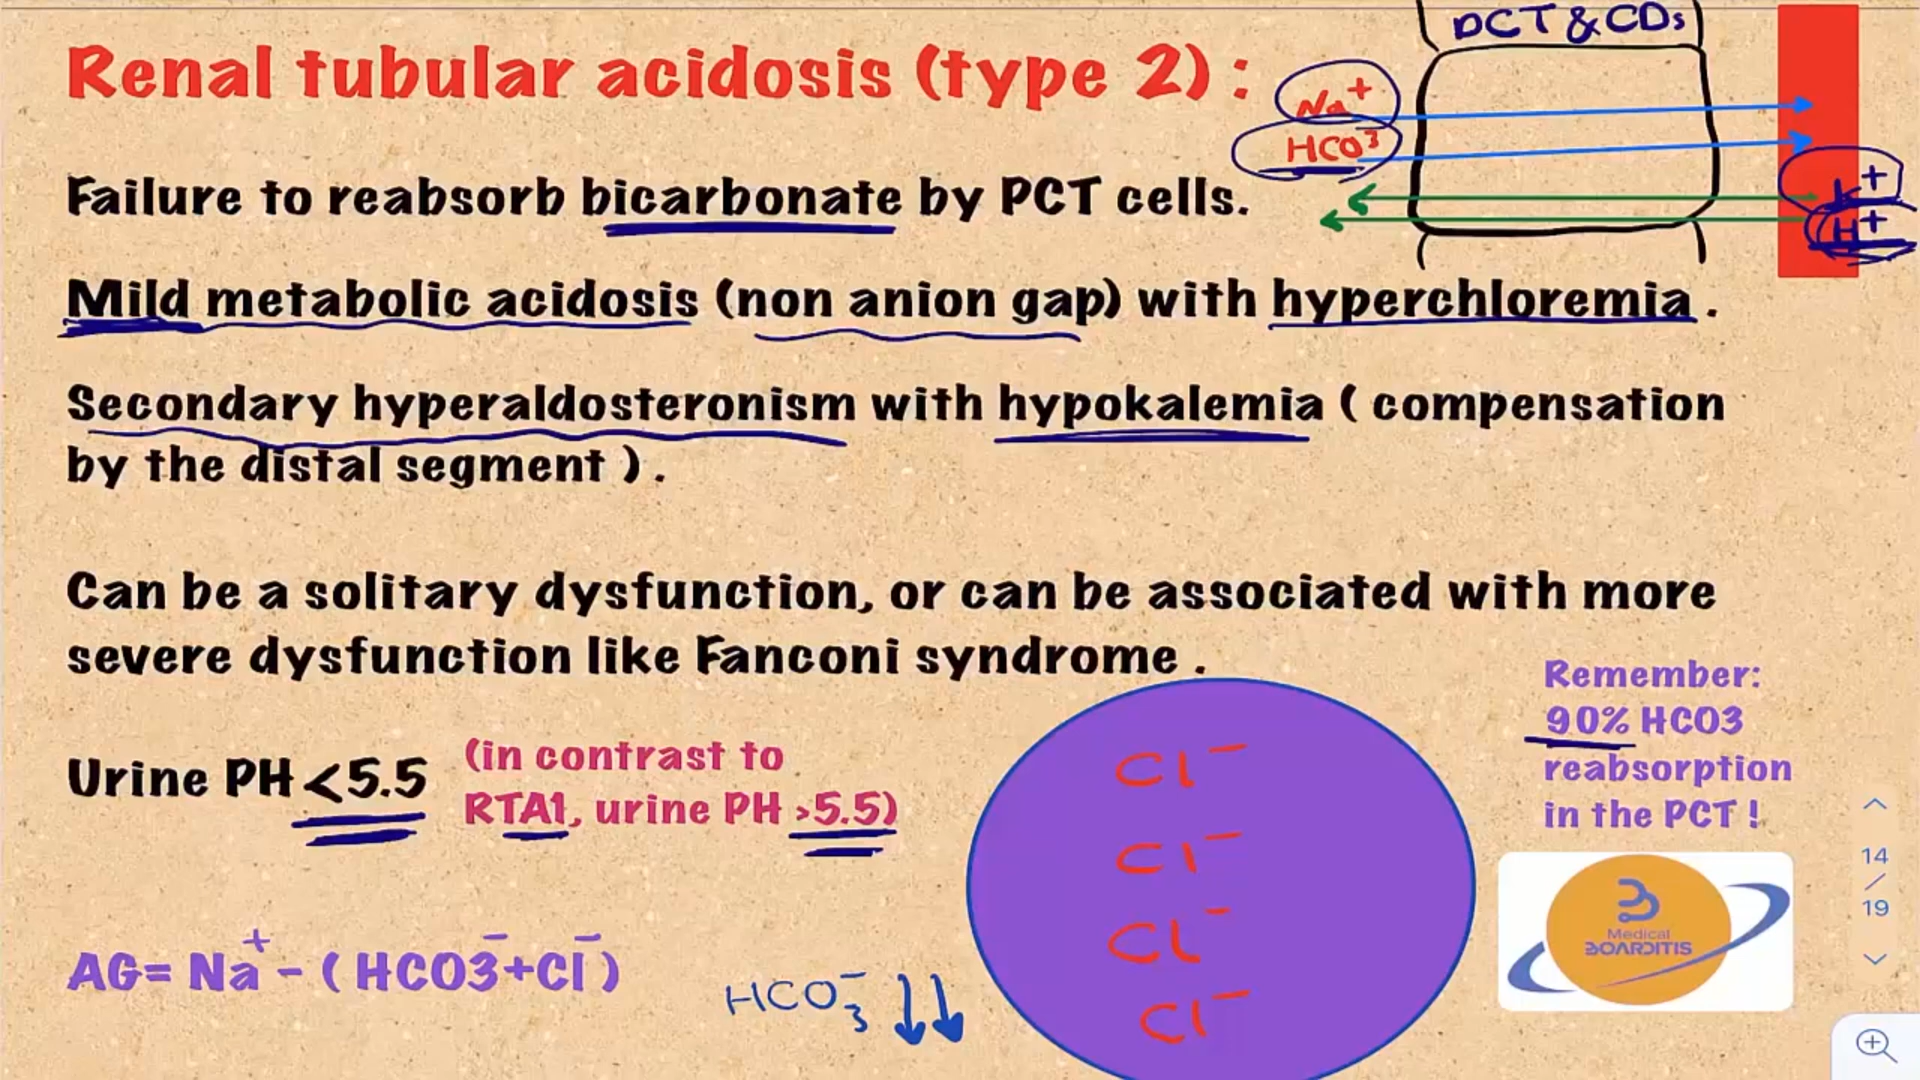 DCT & CDs
Renal tubular acidosis (type 2) :
Na+
HCO3
K+
H+
Failure to reabsorb bicarbonate by PCT cells.
Mild metabolic acidosis (non anion gap) with hyperchloremia .
Secondary hyperaldosteronism with hypokalemia ( compensation
by the distal segment ) .
Can be a solitary dysfunction, or can be associated with more
severe dysfunction like Fanconi syndrome .
Remember:
90% HCO3
reabsorption
in the PCT !
Urine PH <5.5
(in contrast to
RTA1, urine PH >5.5)
Cl-
Cl-
Cl-
Cl-
AG= Na+ - ( HCO3- + Cl- )
HCO3- ↓↓
Medical
BOARDITIS
14
/
19